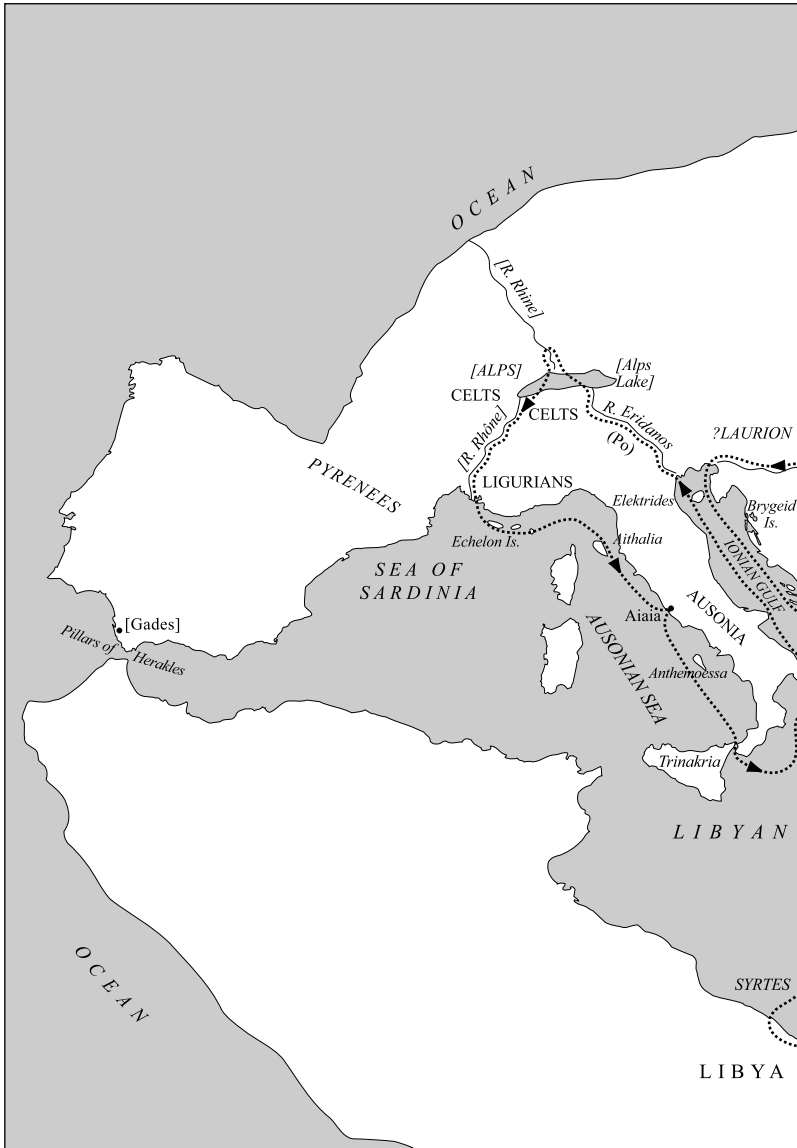 OCEAN
[R. Rhine]
[ALPS]
[Alps
Lake]
CELTS
CELTS
R. Eridanos
(Po)
[R. Rhône]
?LAURION
PYRENEES
LIGURIANS
Elektrides
Brygeid
Is.
Echelon Is.
Aithalia
IONIAN GULF
SEA OF
SARDINIA
[Gades]
Pillars of
Herakles
Aiaia
AUSONIA
AUSONIAN SEA
Anthemoessa
Trinakria
LIBYAN
OCEAN
SYRTES
LIBYA